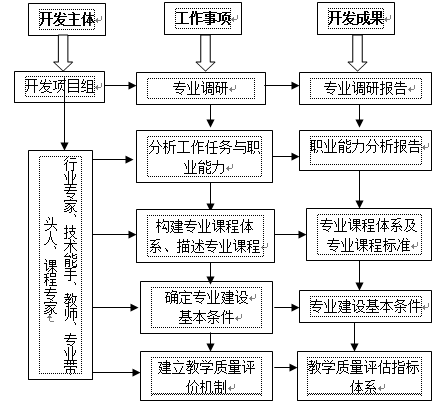 开发主体
工作事项
开发成果
开发项目组
专业调研
专业调研报告
分析工作任务与职
业能力
职业能力分析报告
行业专家、技术能手、教师、专业带
头人、课程专家
构建专业课程体
系、描述专业课程
专业课程体系及
专业课程标准
确定专业建设
基本条件
专业建设基本条件
建立教学质量评
价机制
教学质量评估指标
体系